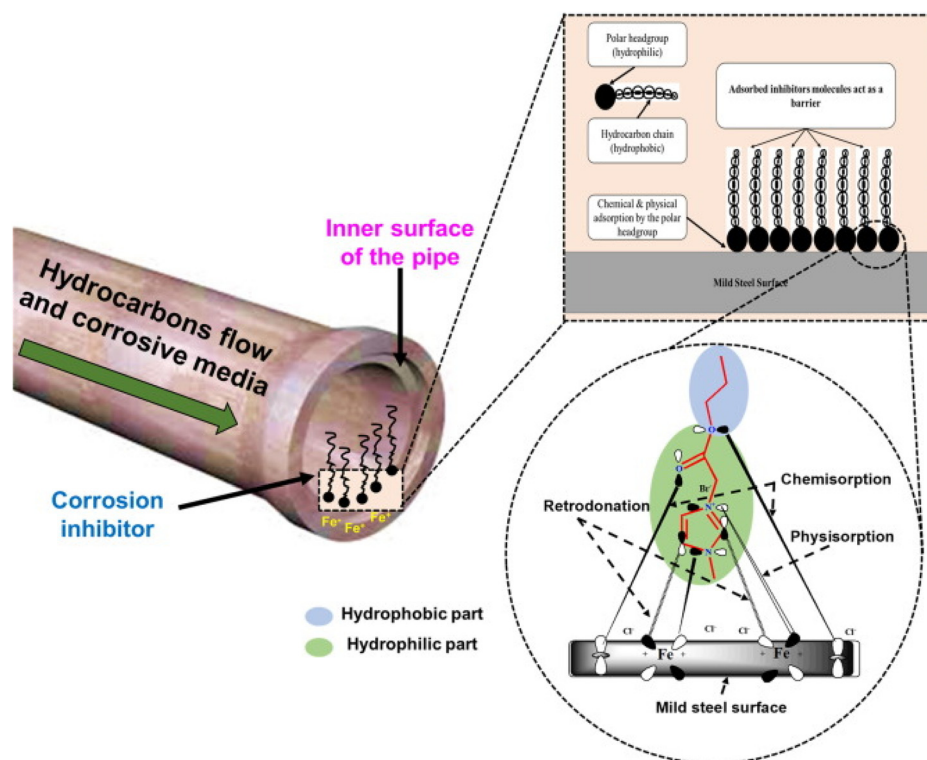 Polar headgroup
(hydrophilic)
Hydrocarbon chain
(hydrophobic)
Adsorbed inhibitors molecules act as a
barrier
Chemical & physical
adsorption by the polar
headgroup
Mild Steel Surface
Inner surface
of the pipe
Hydrocarbons flow
and corrosive media
Corrosion
inhibitor
Fe⁺
Fe⁺
Fe⁺
Hydrophobic part
Hydrophilic part
O
O
Br⁻
N⁺
N
Chemisorption
Retrodonation
Physisorption
Cl⁻
Cl⁻
Cl⁻
Cl⁻
+ Fe +
+ Fe +
Mild steel surface